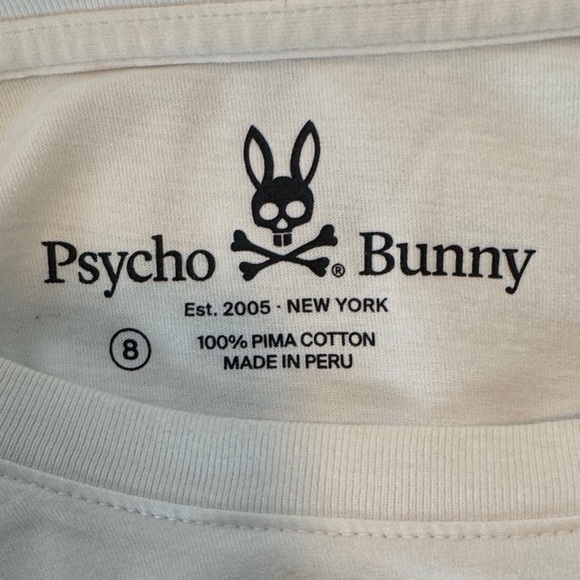 Psycho ® Bunny
Est. 2005 · NEW YORK
8 100% PIMA COTTON
MADE IN PERU